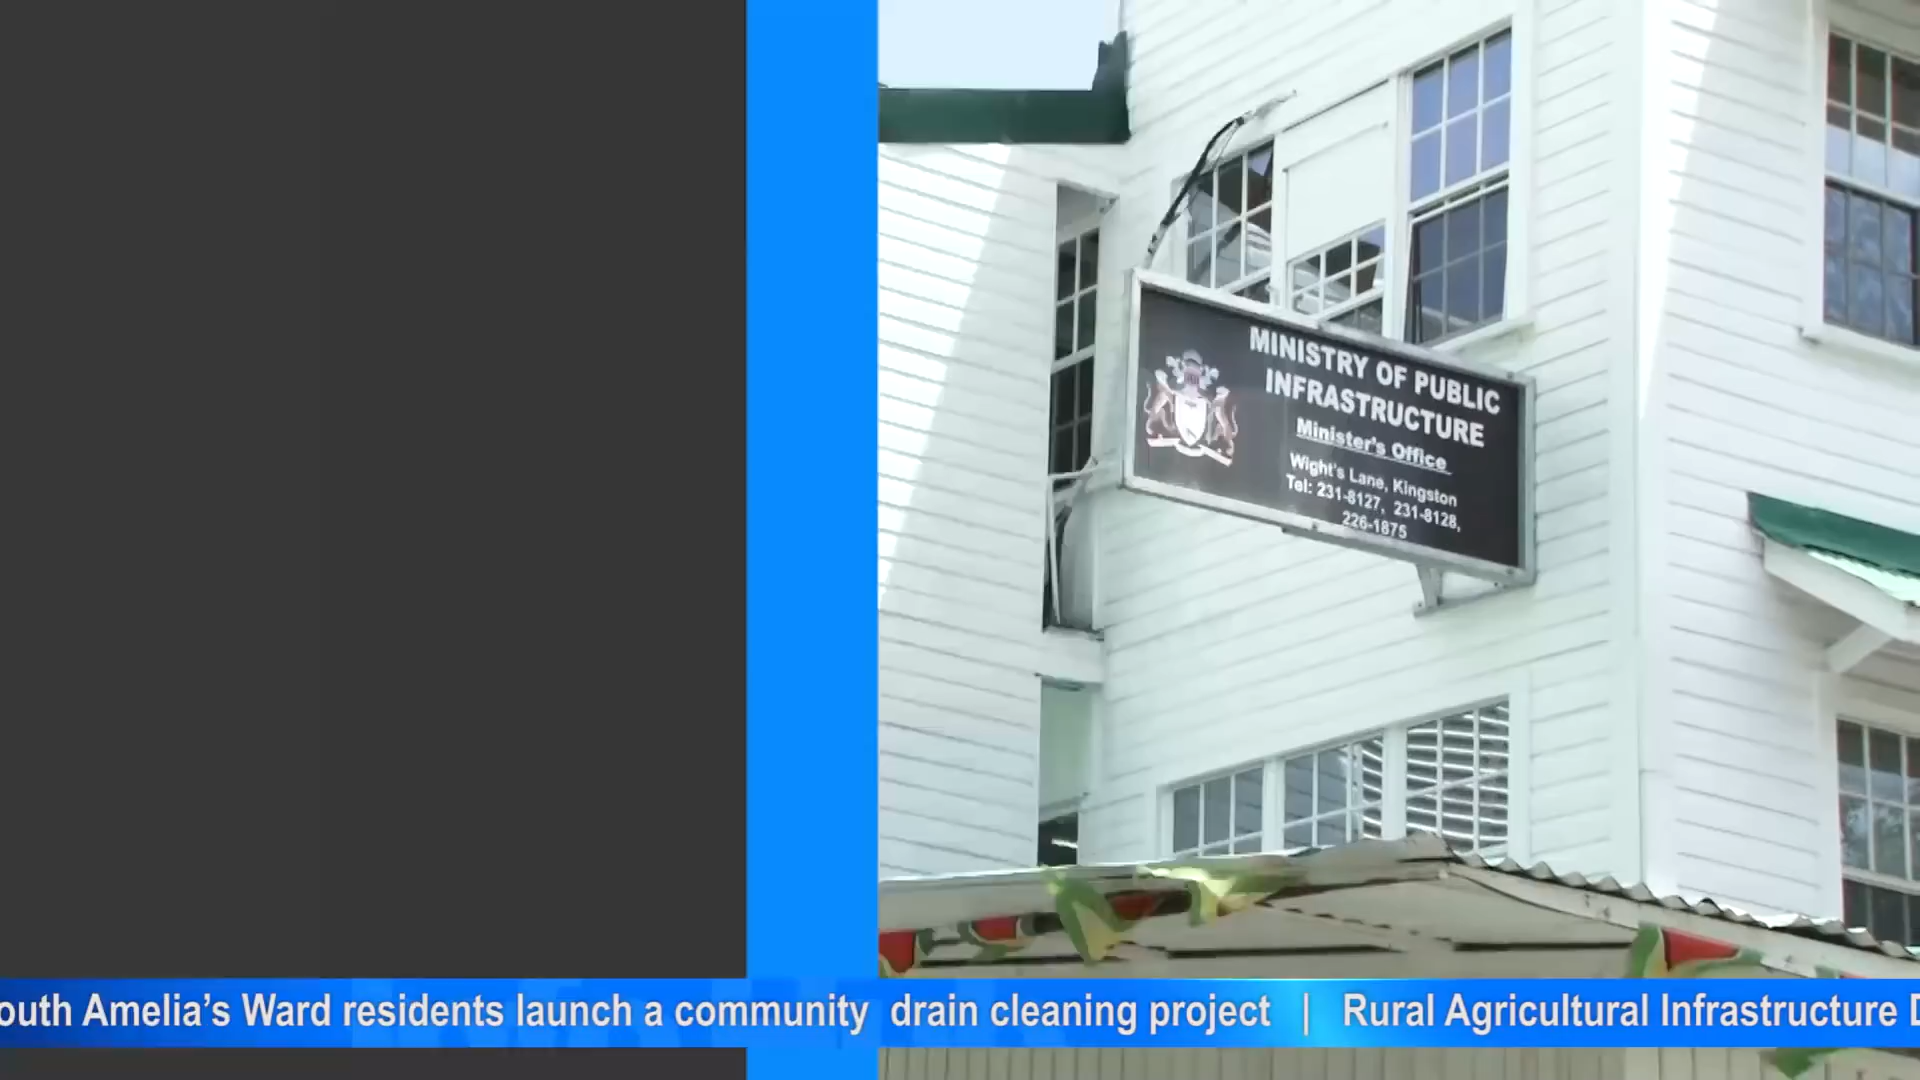 MINISTRY OF PUBLIC
INFRASTRUCTURE
Minister's Office
Wight's Lane, Kingston
Tel: 231-8127, 231-8128,
226-1875
outh Amelia’s Ward residents launch a community drain cleaning project | Rural Agricultural Infrastructure D